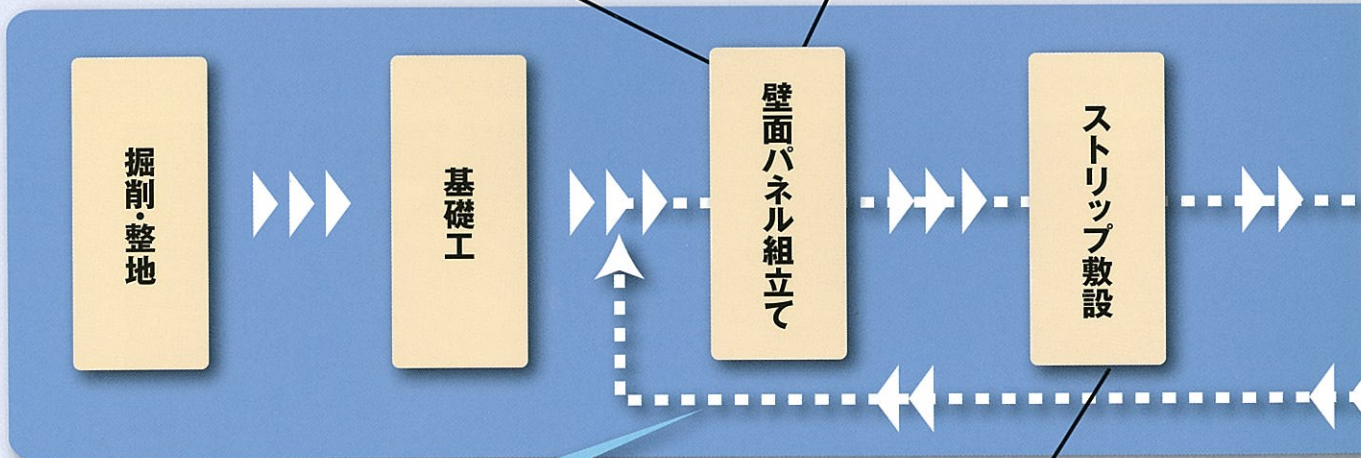 掘削・整地
基礎工
壁面パネル組立て
ストリップ敷設